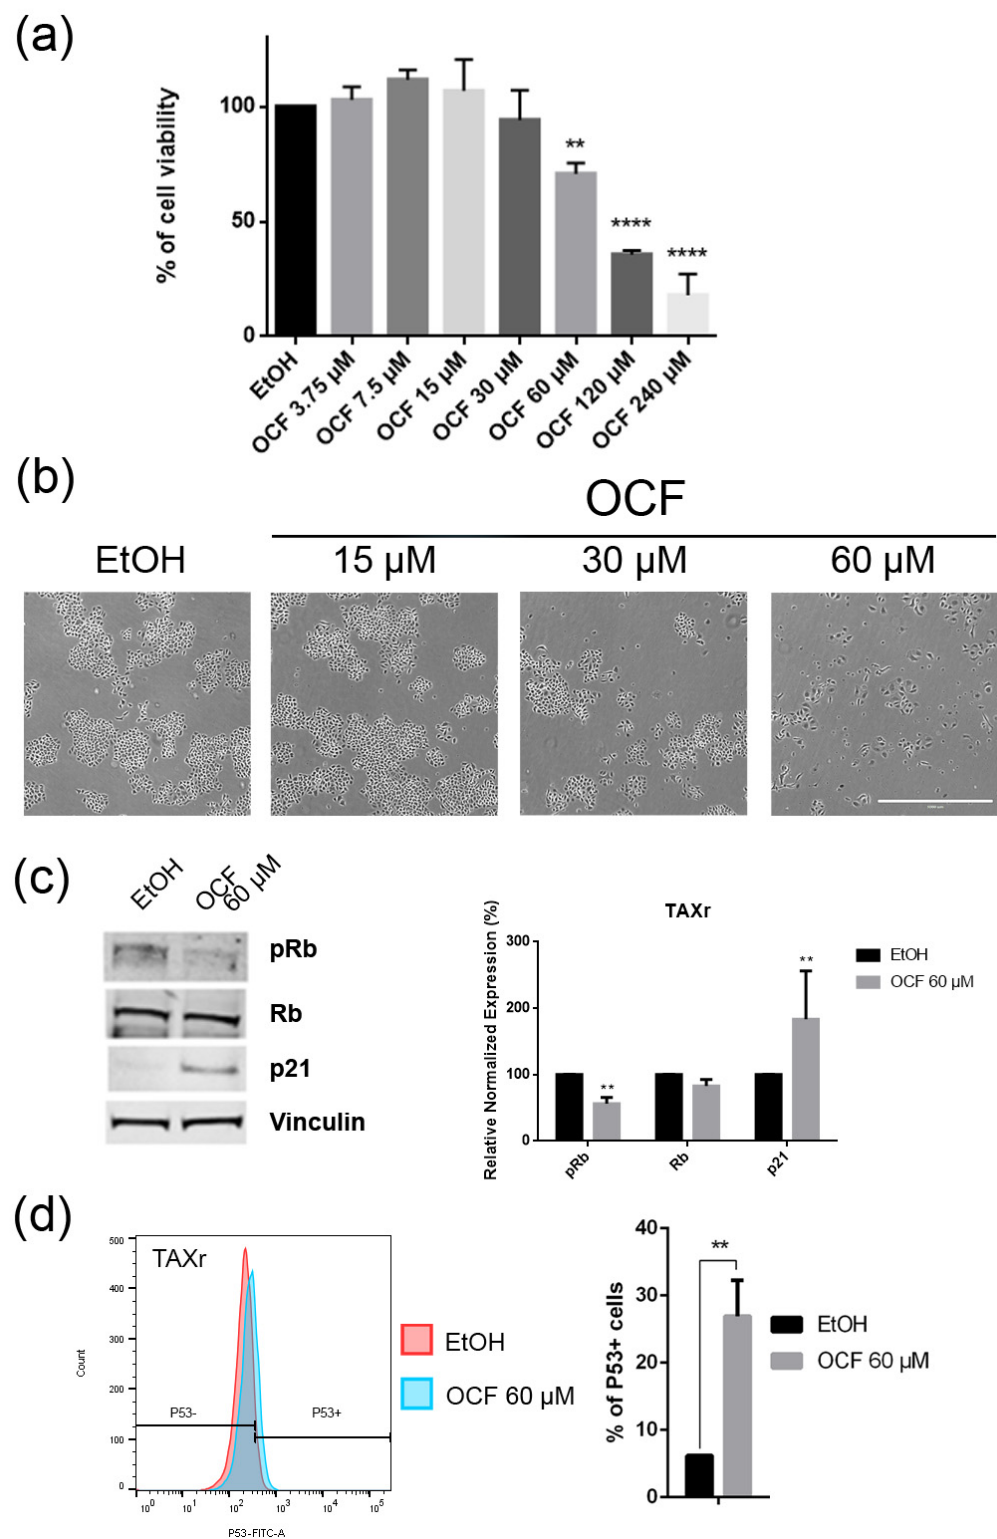 (a)
% of cell viability
100
50
0
**
****
****
EtOH
OCF 3.75 µM
OCF 7.5 µM
OCF 15 µM
OCF 30 µM
OCF 60 µM
OCF 120 µM
OCF 240 µM
(b)
OCF
EtOH 15 µM 30 µM 60 µM
(c)
EtOH
OCF
60 µM
pRb
Rb
p21
Vinculin
TAXr
Relative Normalized Expression (%)
300
200
100
0
**
**
pRb
Rb
p21
EtOH
OCF 60 µM
(d)
TAXr
Count
500
400
300
200
100
0
P53-
P53+
10⁰ 10¹ 10² 10³ 10⁴ 10⁵
P53-FITC-A
EtOH
OCF 60 µM
% of P53+ cells
40
30
20
10
0
**
EtOH
OCF 60 µM